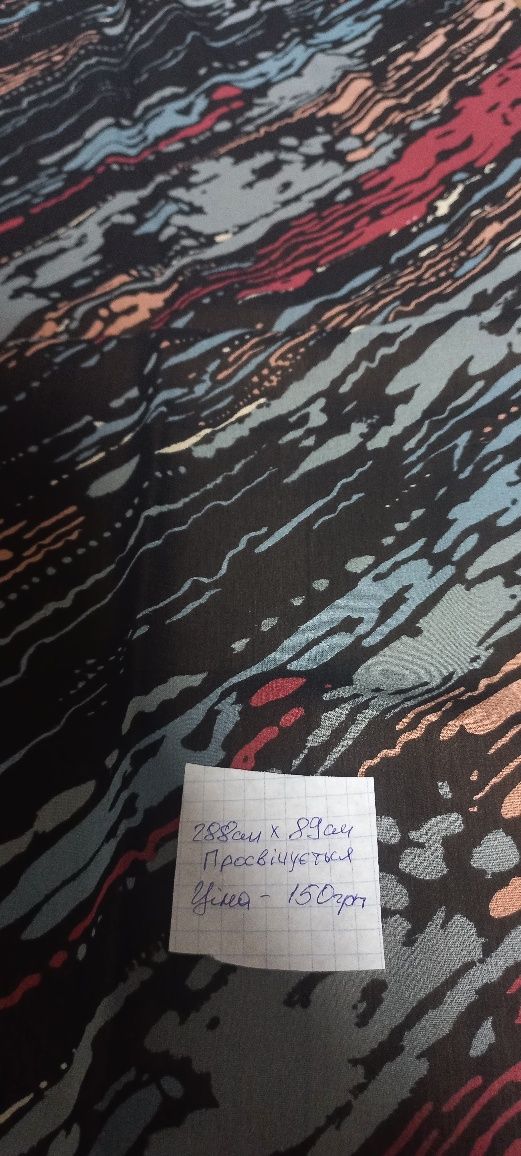 288см х 89см
Просвічується
Ціна - 150грн